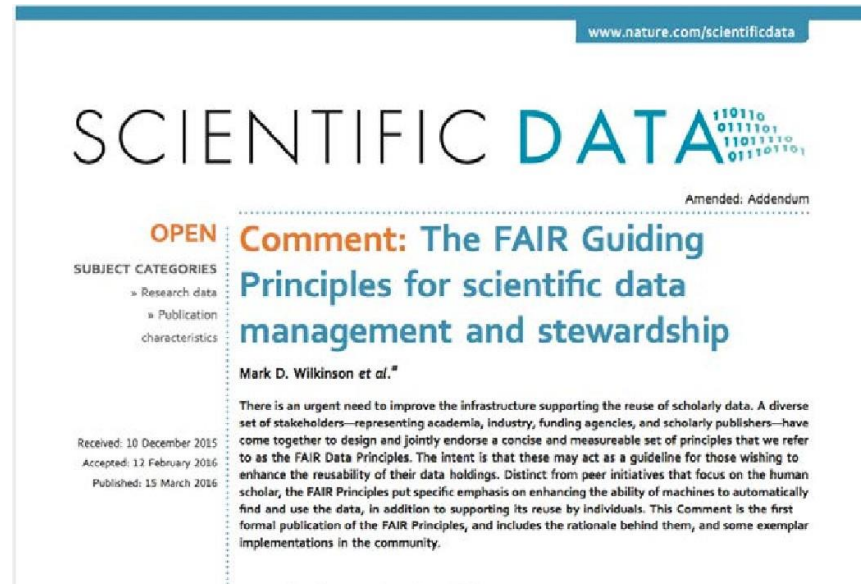 www.nature.com/scientificdata
SCIENTIFIC DATA
110110
0111101
11011110
011101101
Amended: Addendum
OPEN
SUBJECT CATEGORIES
» Research data
» Publication
characteristics
Received: 10 December 2015
Accepted: 12 February 2016
Published: 15 March 2016
Comment: The FAIR Guiding
Principles for scientific data
management and stewardship
Mark D. Wilkinson et al.#
There is an urgent need to improve the infrastructure supporting the reuse of scholarly data. A diverse
set of stakeholders—representing academia, industry, funding agencies, and scholarly publishers—have
come together to design and jointly endorse a concise and measureable set of principles that we refer
to as the FAIR Data Principles. The intent is that these may act as a guideline for those wishing to
enhance the reusability of their data holdings. Distinct from peer initiatives that focus on the human
scholar, the FAIR Principles put specific emphasis on enhancing the ability of machines to automatically
find and use the data, in addition to supporting its reuse by individuals. This Comment is the first
formal publication of the FAIR Principles, and includes the rationale behind them, and some exemplar
implementations in the community.